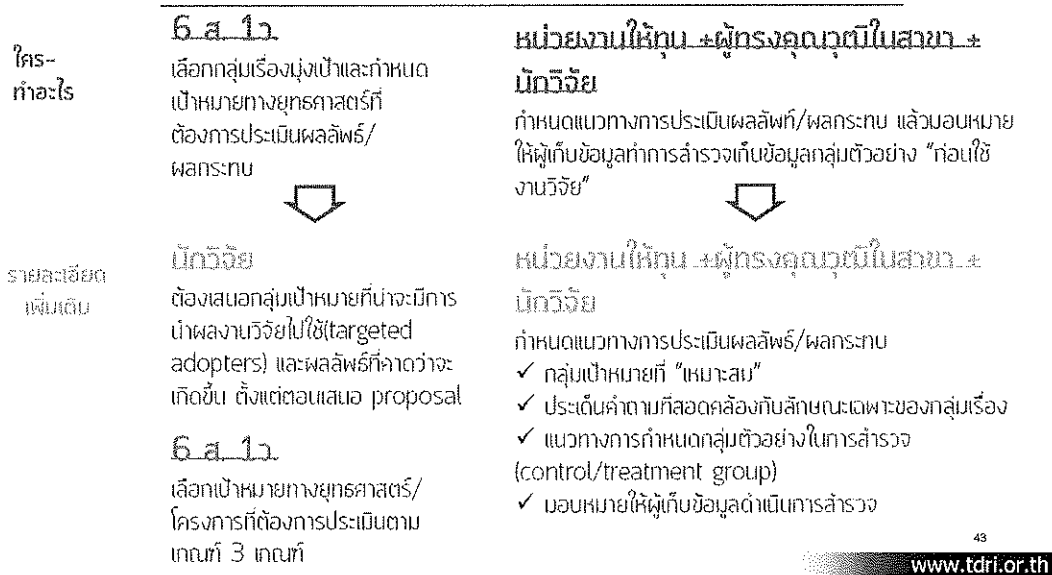 ใคร-
ทำอะไร
6 ส. 1ว.
เลือกกลุ่มเรื่องมุ่งเป้าและกำหนด
เป้าหมายทางยุทธศาสตร์ที่
ต้องการประเมินผลลัพธ์/
ผลกระทบ
หน่วยงานให้ทุน +ผู้ทรงคุณวุฒิในสาขา +
นักวิจัย
กำหนดแนวทางการประเมินผลลัพท์/ผลกระทบ แล้วมอบหมาย
ให้ผู้เก็บข้อมูลทำการสำรวจเก็บข้อมูลกลุ่มตัวอย่าง "ก่อนใช้
งานวิจัย"
รายละเอียด
เพิ่มเติม
นักวิจัย
ต้องเสนอกลุ่มเป้าหมายที่น่าจะมีการ
นำผลงานวิจัยไปใช้(targeted
adopters) และผลลัพธ์ที่คาดว่าจะ
เกิดขึ้น ตั้งแต่ตอนเสนอ proposal
6 ส. 1ว.
เลือกเป้าหมายทางยุทธศาสตร์/
โครงการที่ต้องการประเมินตาม
เกณฑ์ 3 เกณฑ์
หน่วยงานให้ทุน +ผู้ทรงคุณวุฒิในสาขา +
นักวิจัย
กำหนดแนวทางการประเมินผลลัพธ์/ผลกระทบ
✓ กลุ่มเป้าหมายที่ "เหมาะสม"
✓ ประเด็นคำถามที่สอดคล้องกับลักษณะเฉพาะของกลุ่มเรื่อง
✓ แนวทางการกำหนดกลุ่มตัวอย่างในการสำรวจ
(control/treatment group)
✓ มอบหมายให้ผู้เก็บข้อมูลดำเนินการสำรวจ
43
www.tdri.or.th